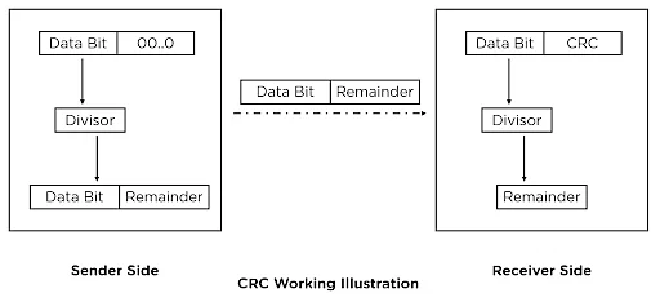 Data Bit 00..0
Divisor
Data Bit Remainder
Sender Side
Data Bit Remainder
CRC Working Illustration
Data Bit CRC
Divisor
Remainder
Receiver Side